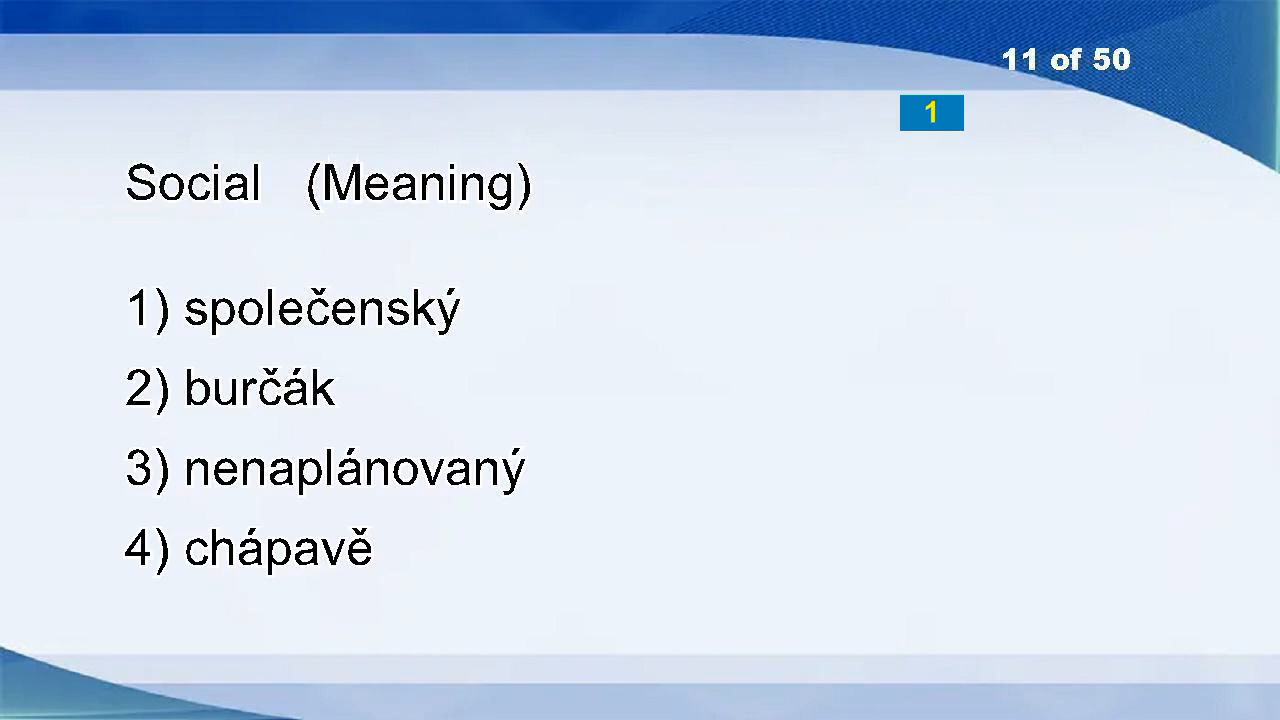 11 of 50
1
Social (Meaning)
1) společenský
2) burčák
3) nenaplánovaný
4) chápavě